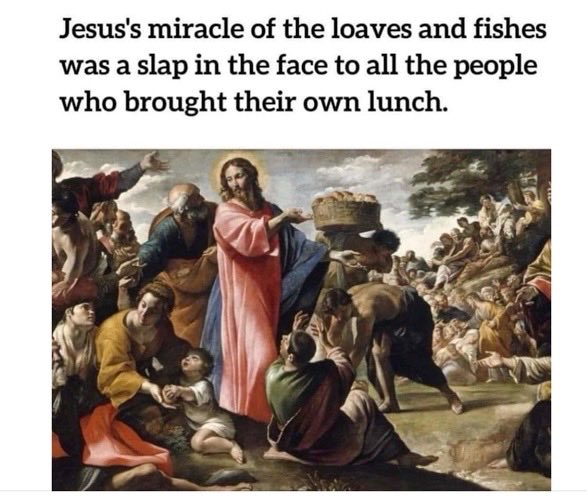 Jesus's miracle of the loaves and fishes
was a slap in the face to all the people
who brought their own lunch.